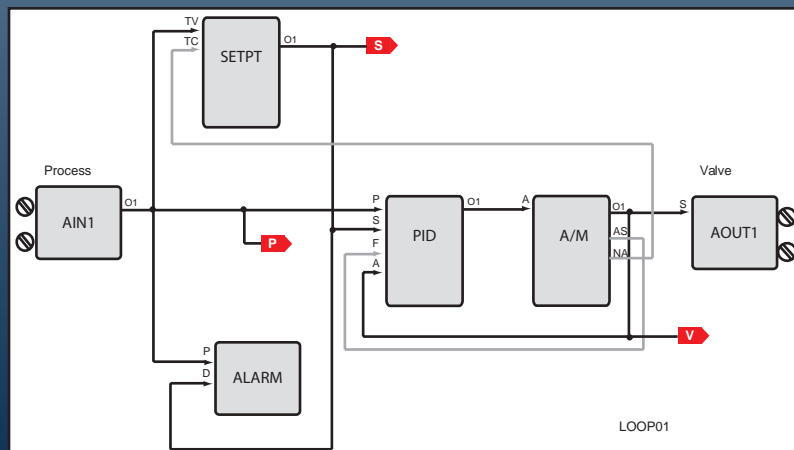 TV
TC
SETPT
O1
S
Process
AIN1
O1
P
P
S
F
A
PID
O1
A
A/M
O1
AS
NA
Valve
S
AOUT1
V
P
D
ALARM
LOOP01